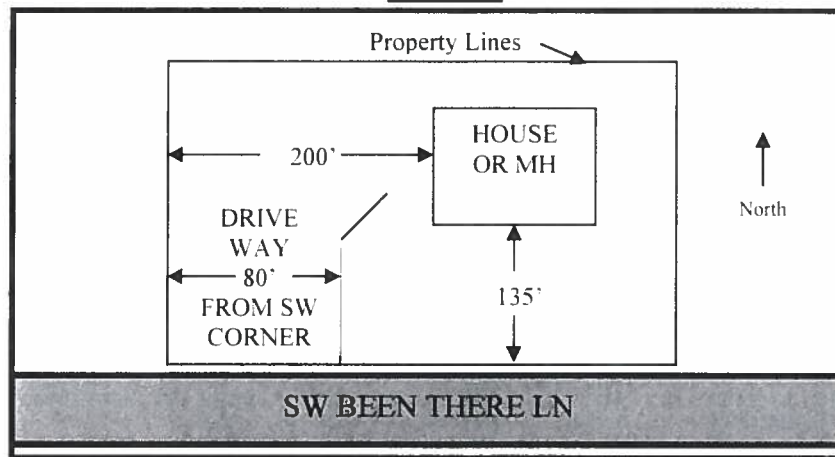 Property Lines
HOUSE
OR MH
200'
North
DRIVE
WAY
80'
FROM SW
CORNER
135'
SW BEEN THERE LN